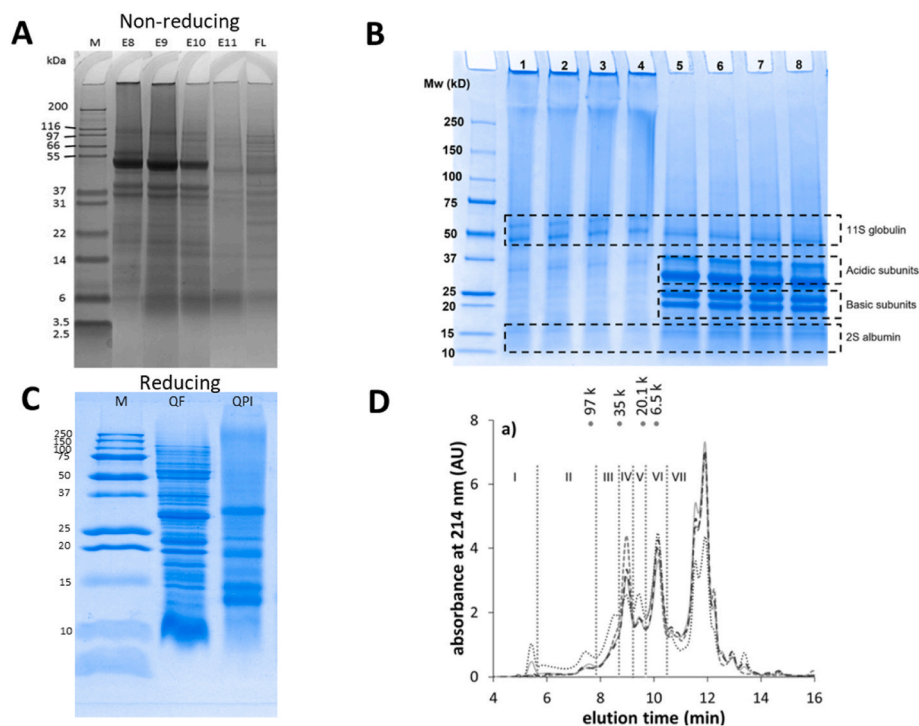 A
Non-reducing
kDa
M E8 E9 E10 E11 FL
200
116
97
66
55
37
31
22
14
6
3.5
2.5
B
1 2 3 4 5 6 7 8
Mw (kD)
250
150
100
75
50
37
25
20
15
10
11S globulin
Acidic subunits
Basic subunits
2S albumin
C
Reducing
M QF QPI
250
150
100
75
50
37
25
20
15
10
D
a)
97 k
35 k
20.1 k
6.5 k
I II III IV V VI VII
absorbance at 214 nm (AU)
8
6
4
2
0
4 6 8 10 12 14 16
elution time (min)